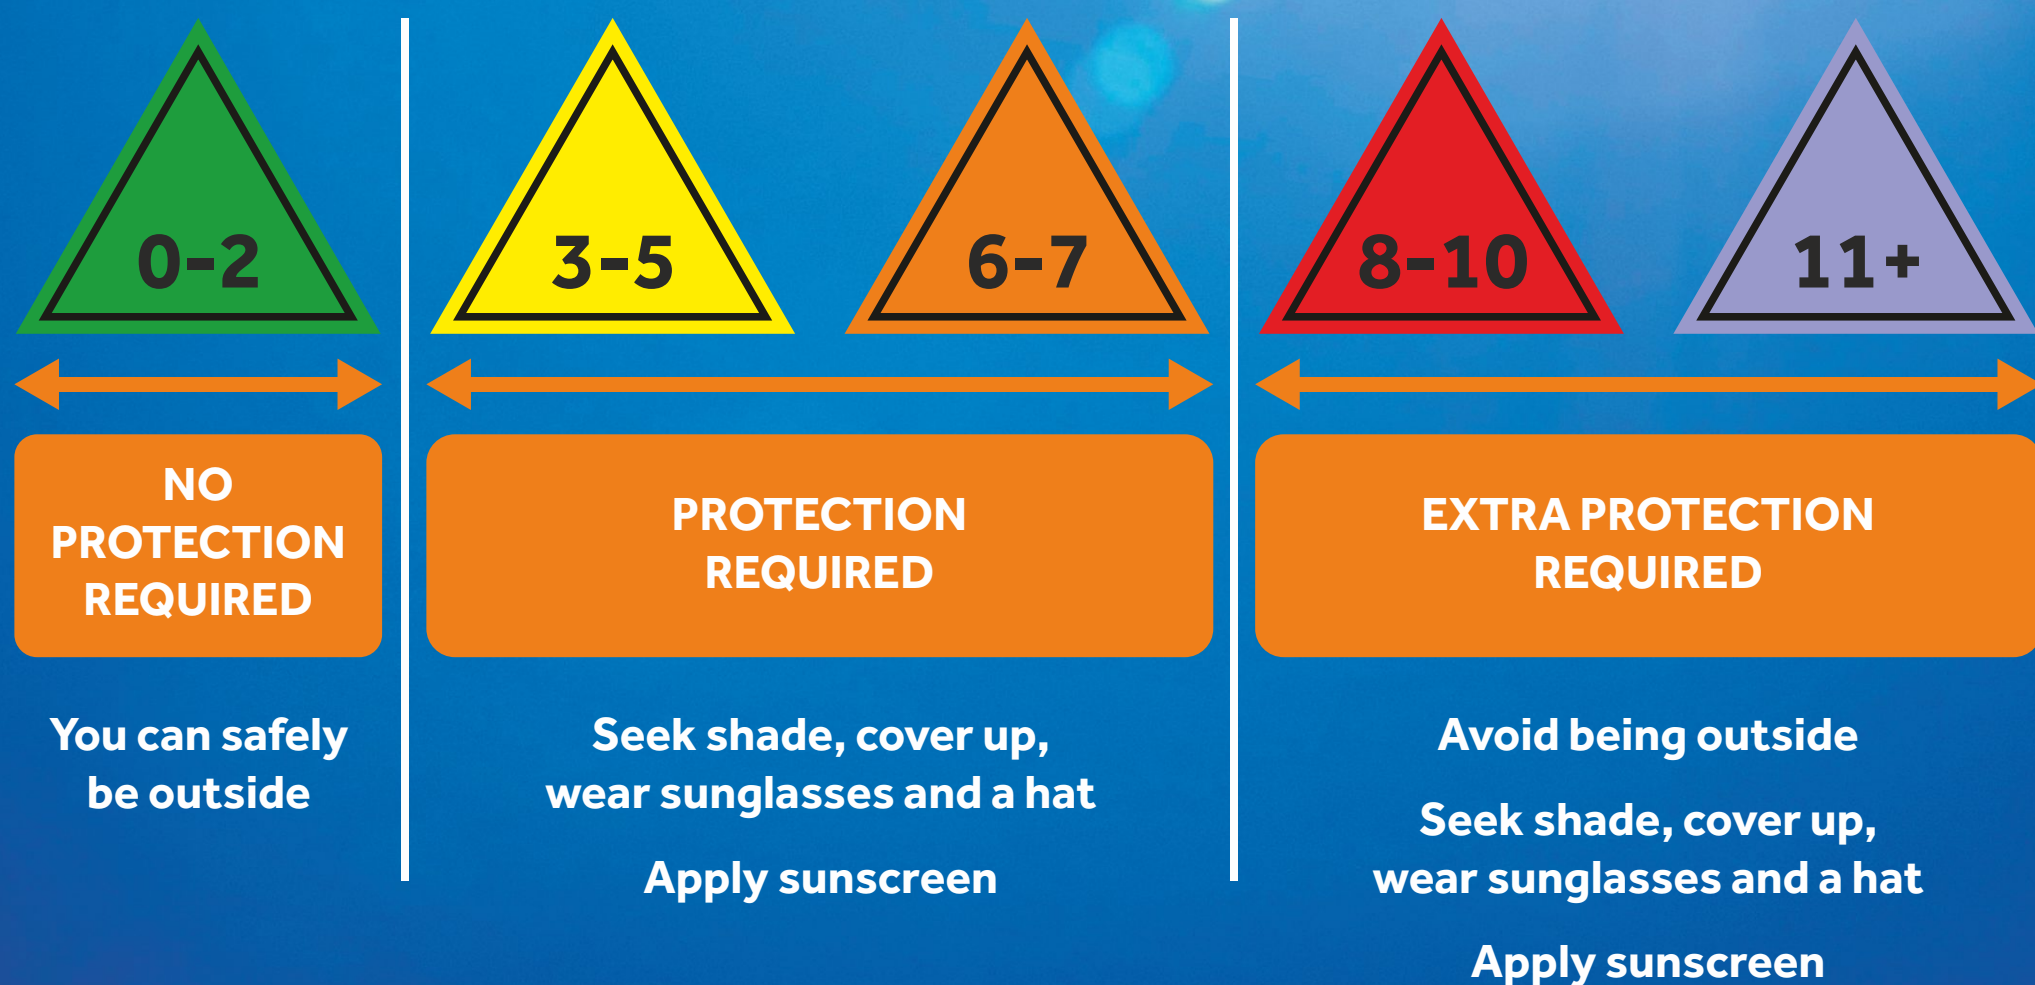 0-2
3-5
6-7
8-10
11+
NO
PROTECTION
REQUIRED
PROTECTION
REQUIRED
EXTRA PROTECTION
REQUIRED
You can safely
be outside
Seek shade, cover up,
wear sunglasses and a hat
Apply sunscreen
Avoid being outside
Seek shade, cover up,
wear sunglasses and a hat
Apply sunscreen